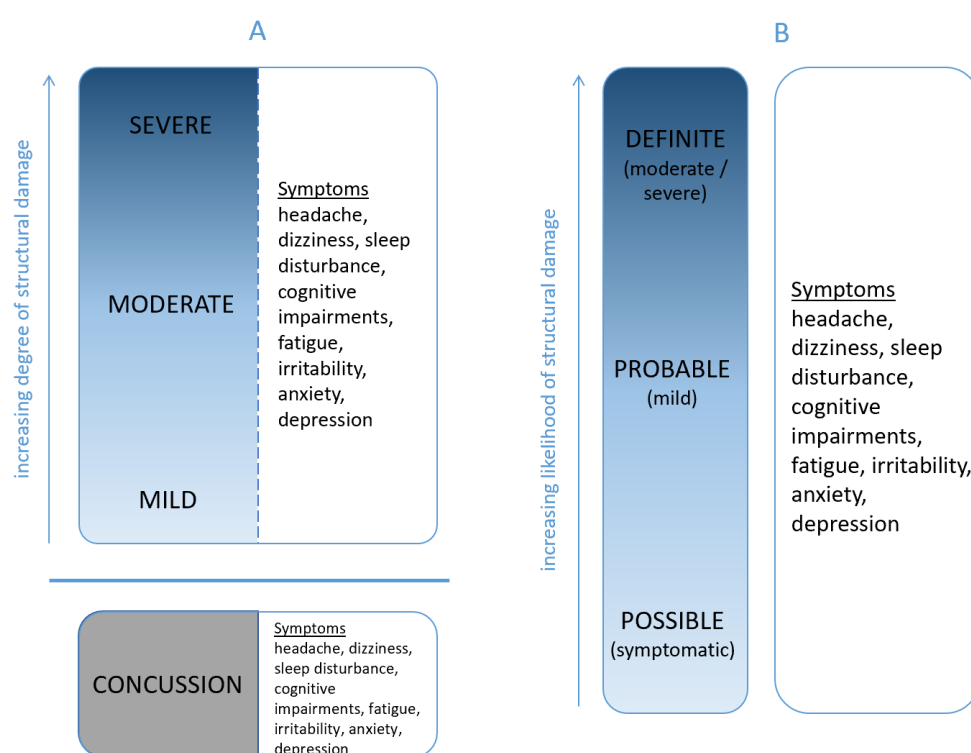 A
increasing degree of structural damage
SEVERE
MODERATE
MILD
Symptoms
headache,
dizziness, sleep
disturbance,
cognitive
impairments,
fatigue,
irritability,
anxiety,
depression
CONCUSSION
Symptoms
headache, dizziness,
sleep disturbance,
cognitive
impairments, fatigue,
irritability, anxiety,
depression
B
increasing likelihood of structural damage
DEFINITE
(moderate /
severe)
PROBABLE
(mild)
POSSIBLE
(symptomatic)
Symptoms
headache,
dizziness, sleep
disturbance,
cognitive
impairments,
fatigue, irritability,
anxiety,
depression